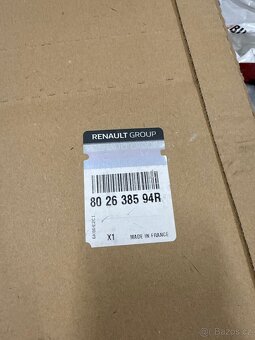 RENAULT GROUP
80 26 385 94R
X1
MADE IN FRANCE
Bazos.cz